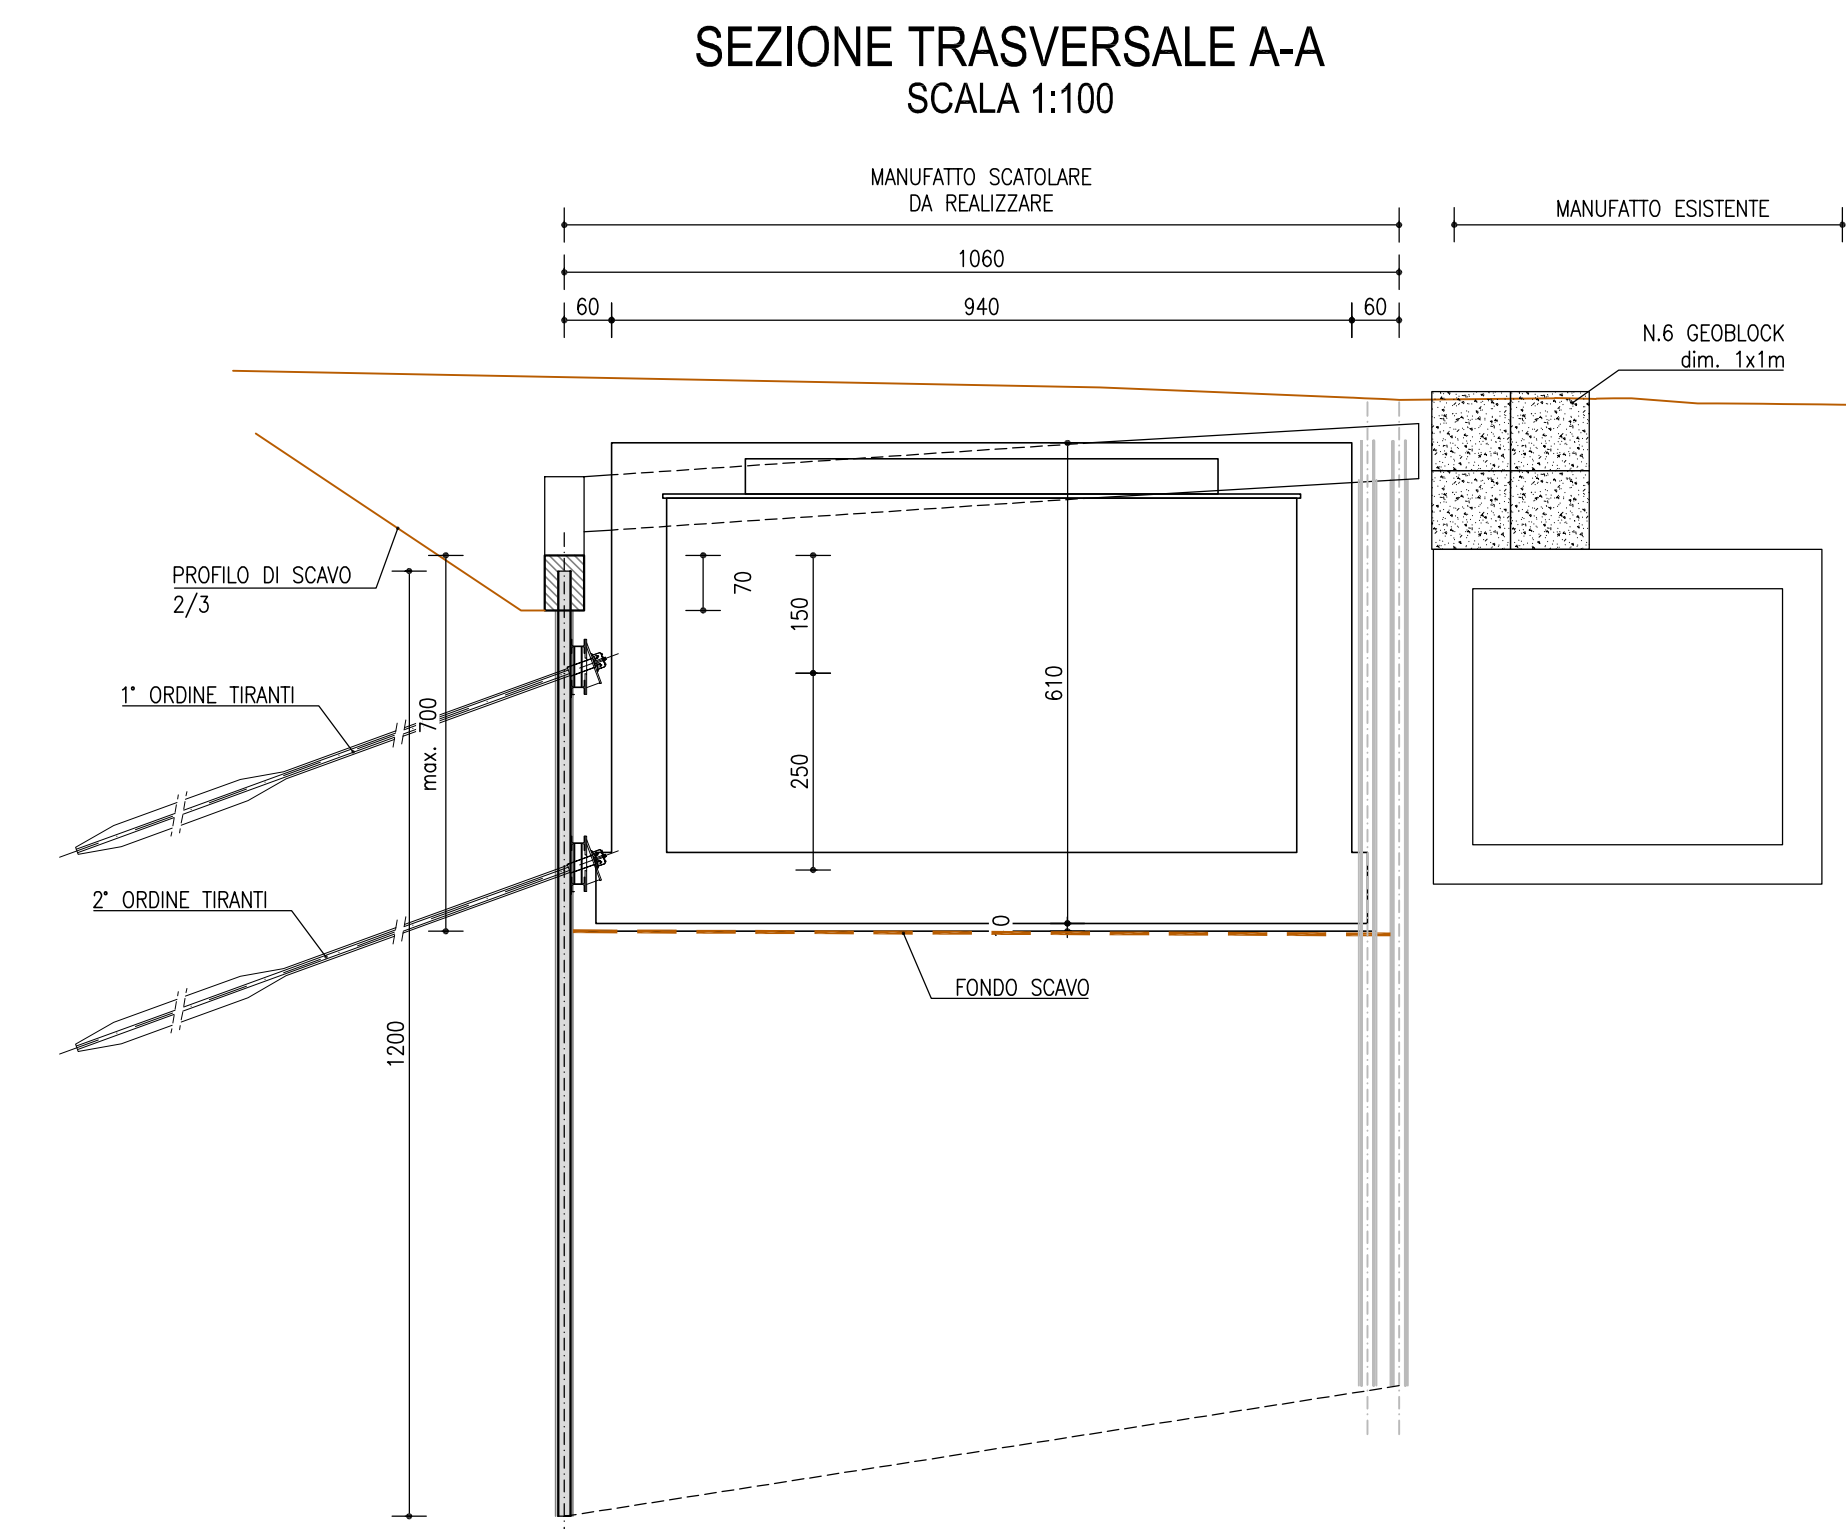 SEZIONE TRASVERSALE A-A
SCALA 1:100
MANUFATTO SCATOLARE
DA REALIZZARE
MANUFATTO ESISTENTE
1060
60
940
60
N.6 GEOBLOCK
dim. 1x1m
PROFILO DI SCAVO
2/3
70
150
1° ORDINE TIRANTI
max. 700
610
250
2° ORDINE TIRANTI
FONDO SCAVO
1200